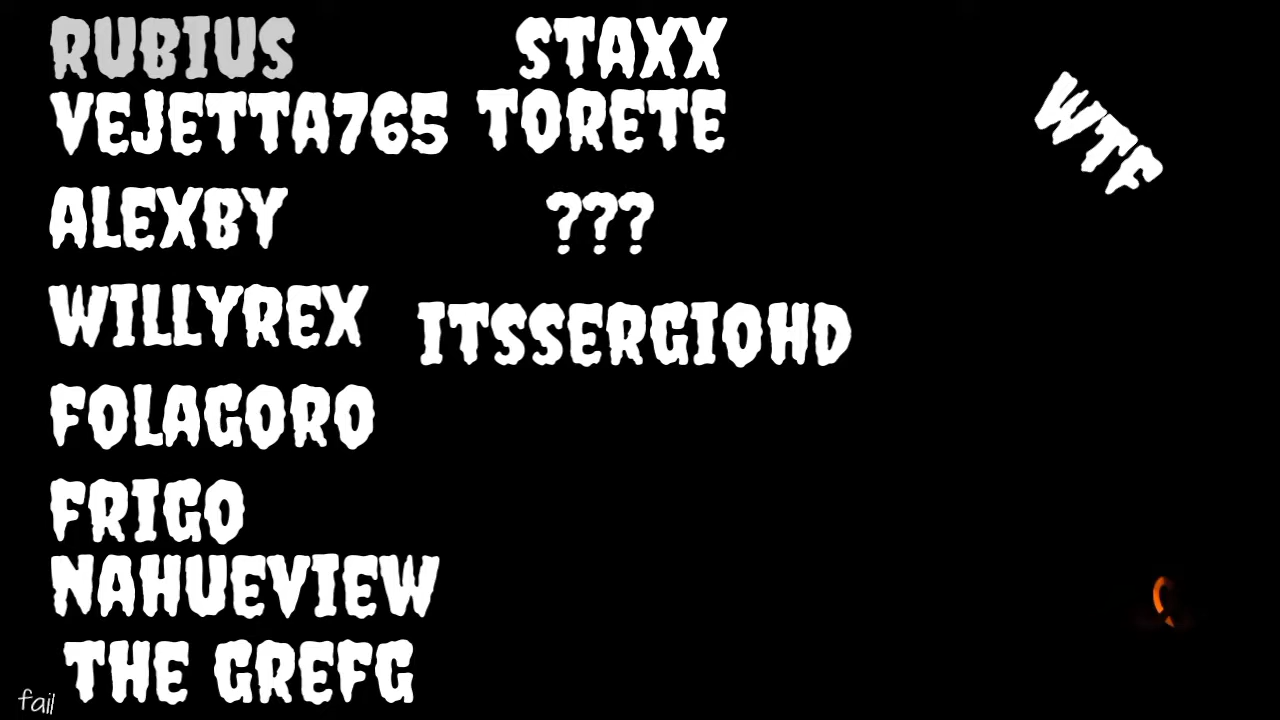 RUBIUS
VEJETTA765
ALEXBY
WILLYREX
FOLAGORO
FRIGO
NAHUEVIEW
THE GREFG
fail
STAXX
TORETE
???
ITSSERGIOHD
WTF